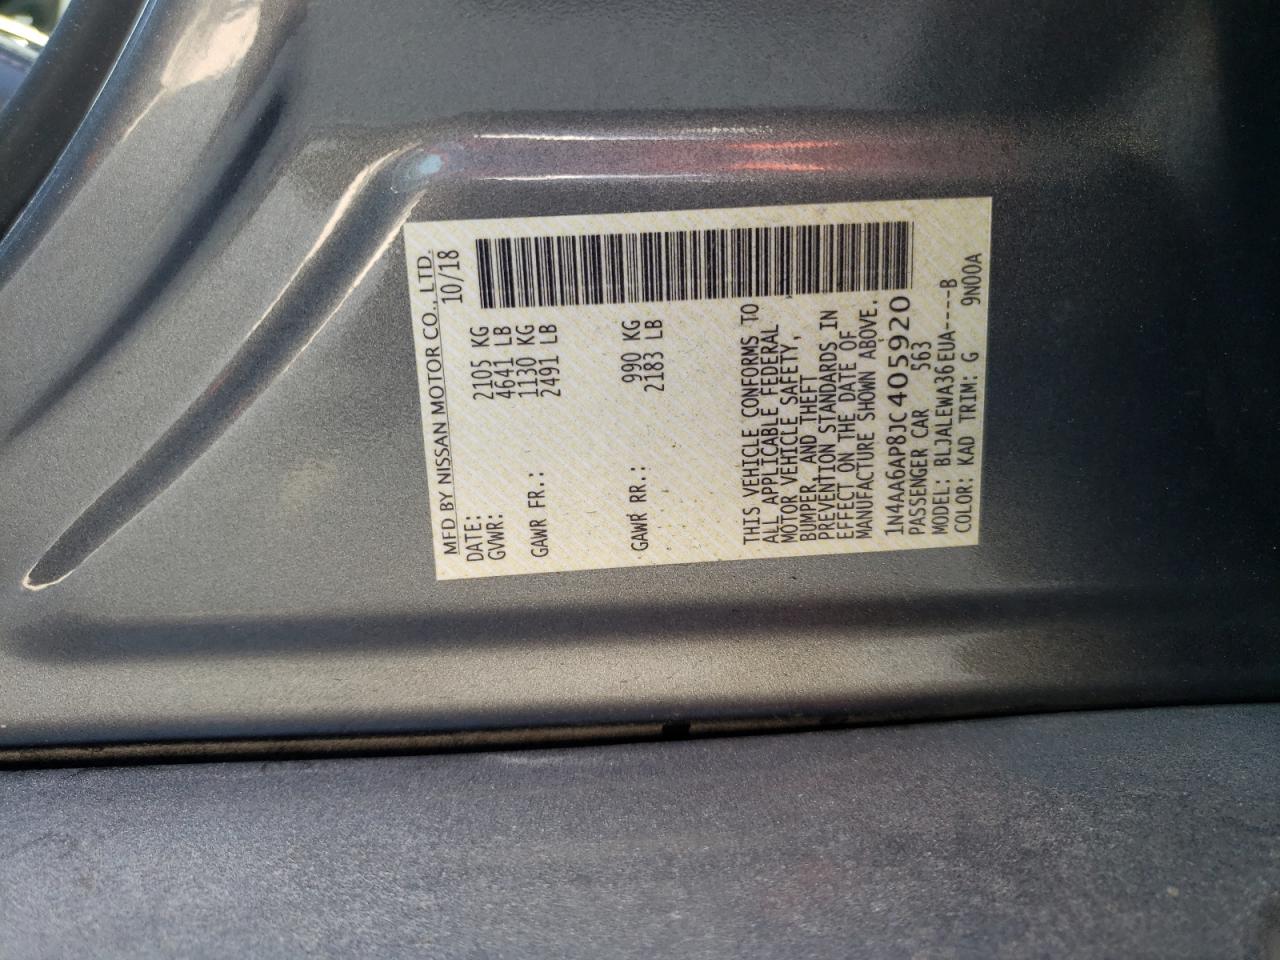 MFD BY NISSAN MOTOR CO., LTD.
DATE: 10/18
GVWR: 2105 KG
4641 LB
GAWR FR.: 1130 KG
2491 LB
GAWR RR.: 990 KG
2183 LB
THIS VEHICLE CONFORMS TO
ALL APPLICABLE FEDERAL
MOTOR VEHICLE SAFETY,
BUMPER, AND THEFT
PREVENTION STANDARDS IN
EFFECT ON THE DATE OF
MANUFACTURE SHOWN ABOVE.
1N4AA6AP8JC405920
PASSENGER CAR 563
MODEL: BLJALEWA36EUA----B
COLOR: KAD TRIM: G 9N00A